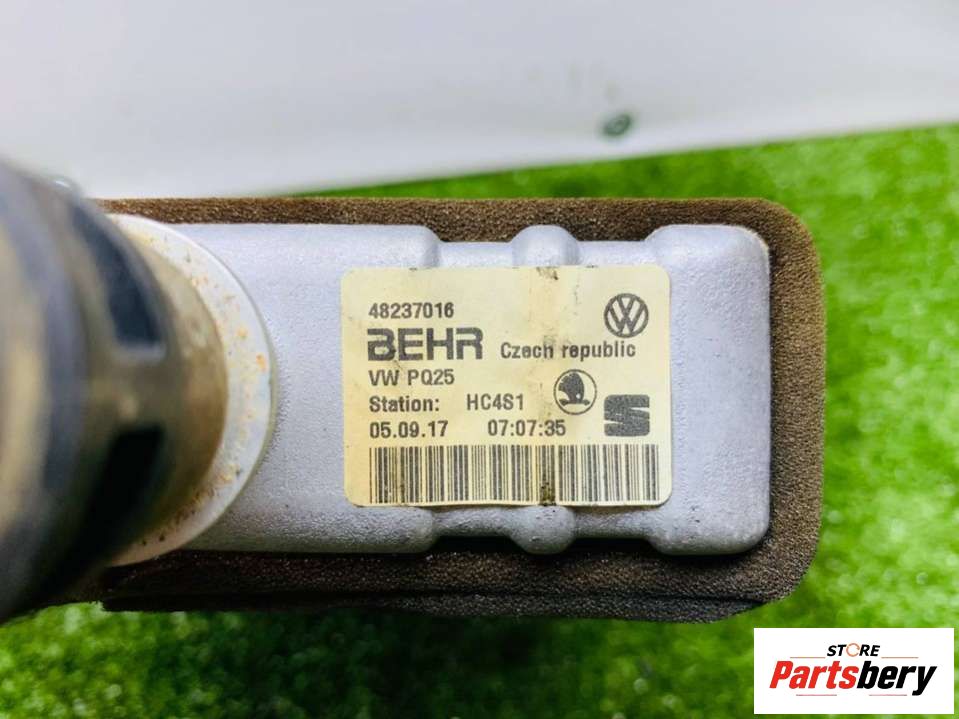 48237016
BEHR Czech republic
VW PQ25
Station: HC4S1
05.09.17 07:07:35
STORE
Partsbery